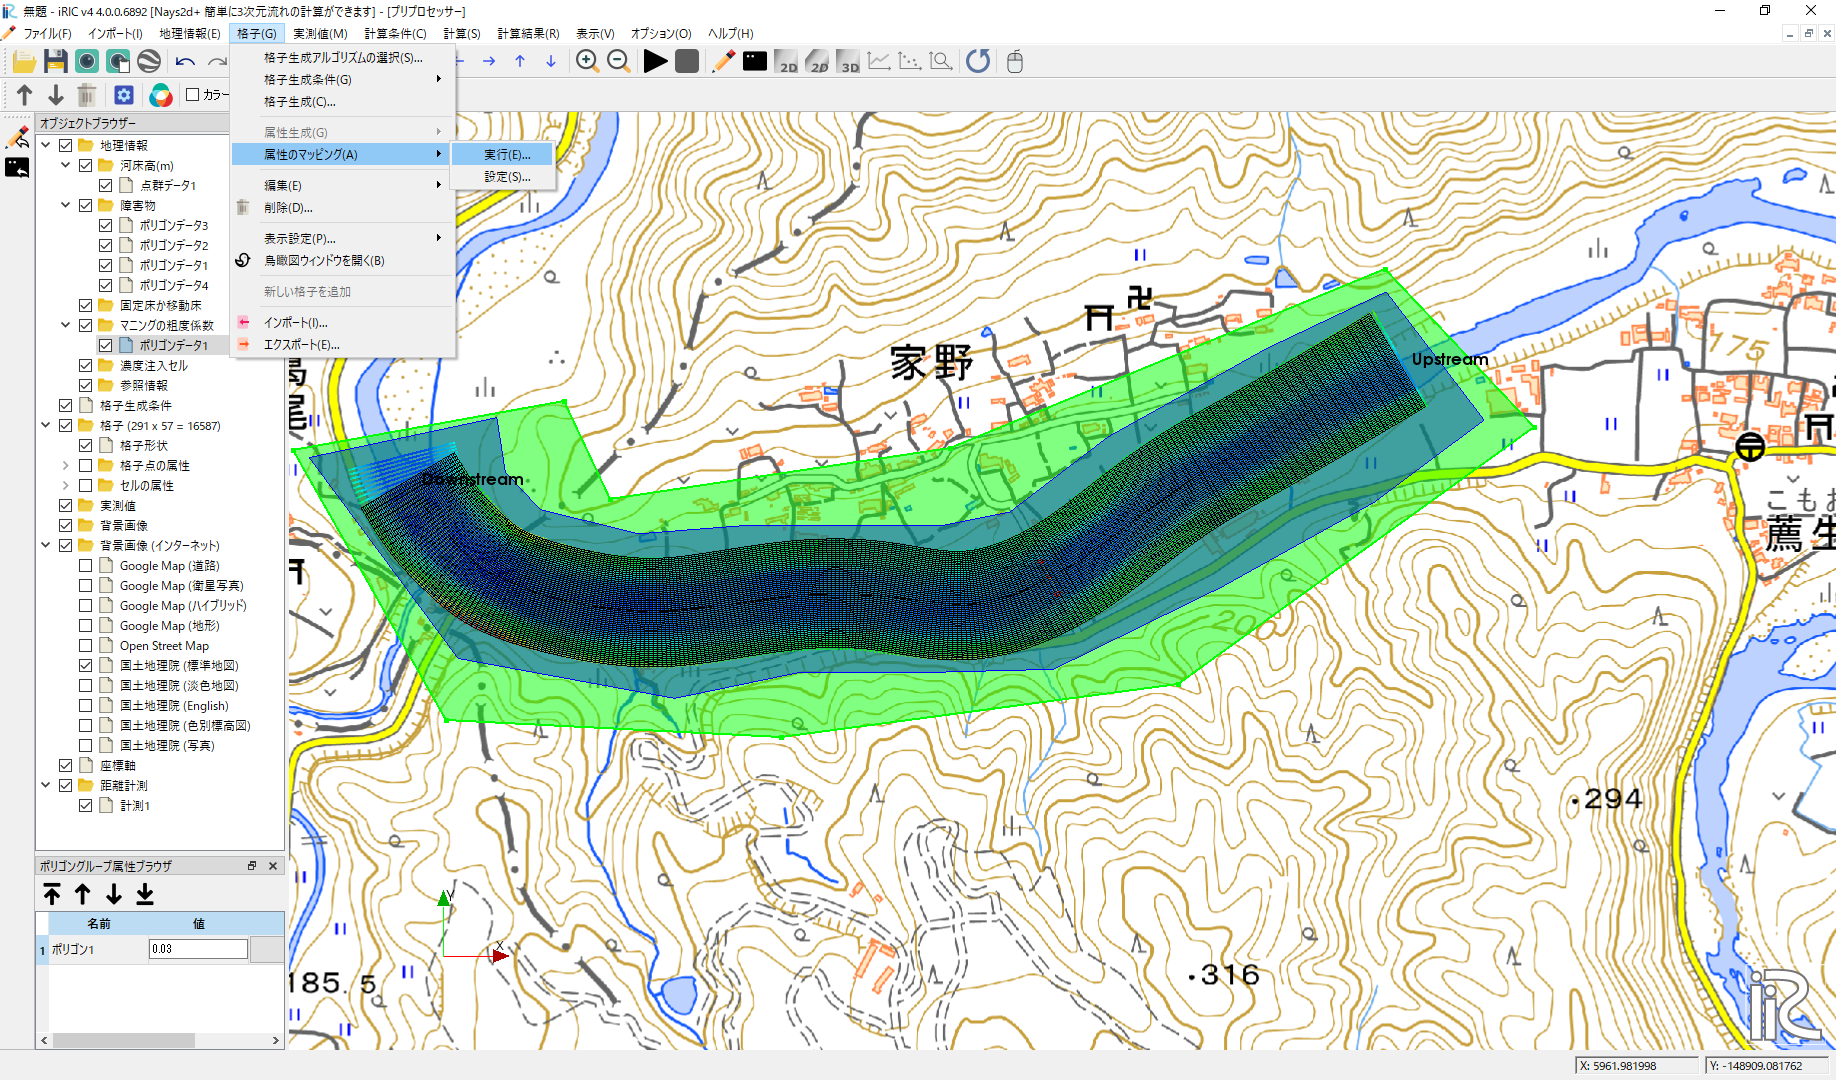 無題 - iRIC v4 4.0.0.6892 [Nays2d+ 簡単に3次元流れの計算ができます] - [プリプロセッサー]
ファイル(F) インポート(I) 地理情報(E) 格子(G) 実測値(M) 計算条件(C) 計算(S) 計算結果(R) 表示(V) オプション(O) ヘルプ(H)
格子生成アルゴリズムの選択(S)...
格子生成条件(G)
格子生成(C)...
属性生成(G)
属性のマッピング(A)
実行(E)...
設定(S)...
編集(E)
削除(D)...
表示設定(P)...
鳥瞰図ウィンドウを開く(B)
新しい格子を追加
インポート(I)...
エクスポート(E)...
2D 2D 3D
カラー
オブジェクトブラウザー
地理情報
河床高(m)
点群データ1
障害物
ポリゴンデータ3
ポリゴンデータ2
ポリゴンデータ1
ポリゴンデータ4
固定床か移動床
マニングの粗度係数
ポリゴンデータ1
濃度注入セル
参照情報
格子生成条件
格子 (291 x 57 = 16587)
格子形状
格子点の属性
セルの属性
実測値
背景画像
背景画像 (インターネット)
Google Map (道路)
Google Map (衛星写真)
Google Map (ハイブリッド)
Google Map (地形)
Open Street Map
国土地理院 (標準地図)
国土地理院 (淡色地図)
国土地理院 (English)
国土地理院 (色別標高図)
国土地理院 (写真)
座標軸
距離計測
計測1
ポリゴングループ属性ブラウザ
名前 値
1 ポリゴン1 0.03
家野
Upstream
Downstream
175
200
こもお
薦生
尾
・294
・316
185.5
Y
X
iRIC
X: 5961.981998
Y: -148909.081762